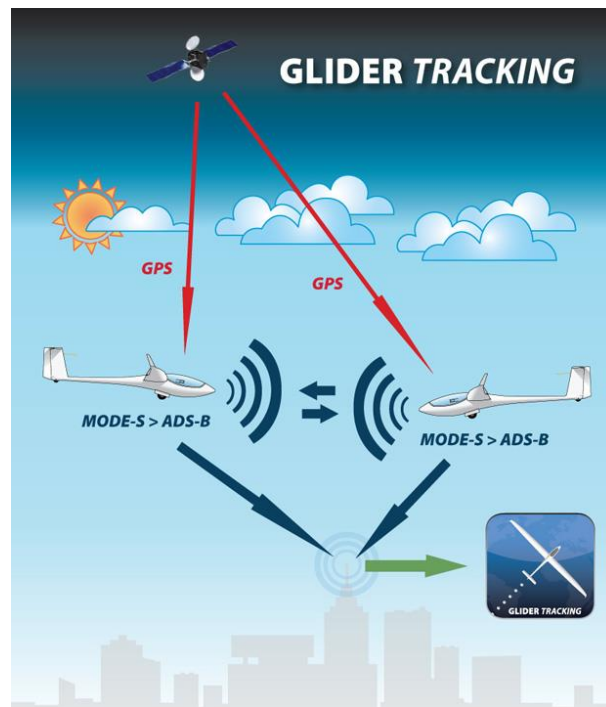 GLIDER TRACKING
GPS
GPS
MODE-S > ADS-B
MODE-S > ADS-B
GLIDER TRACKING